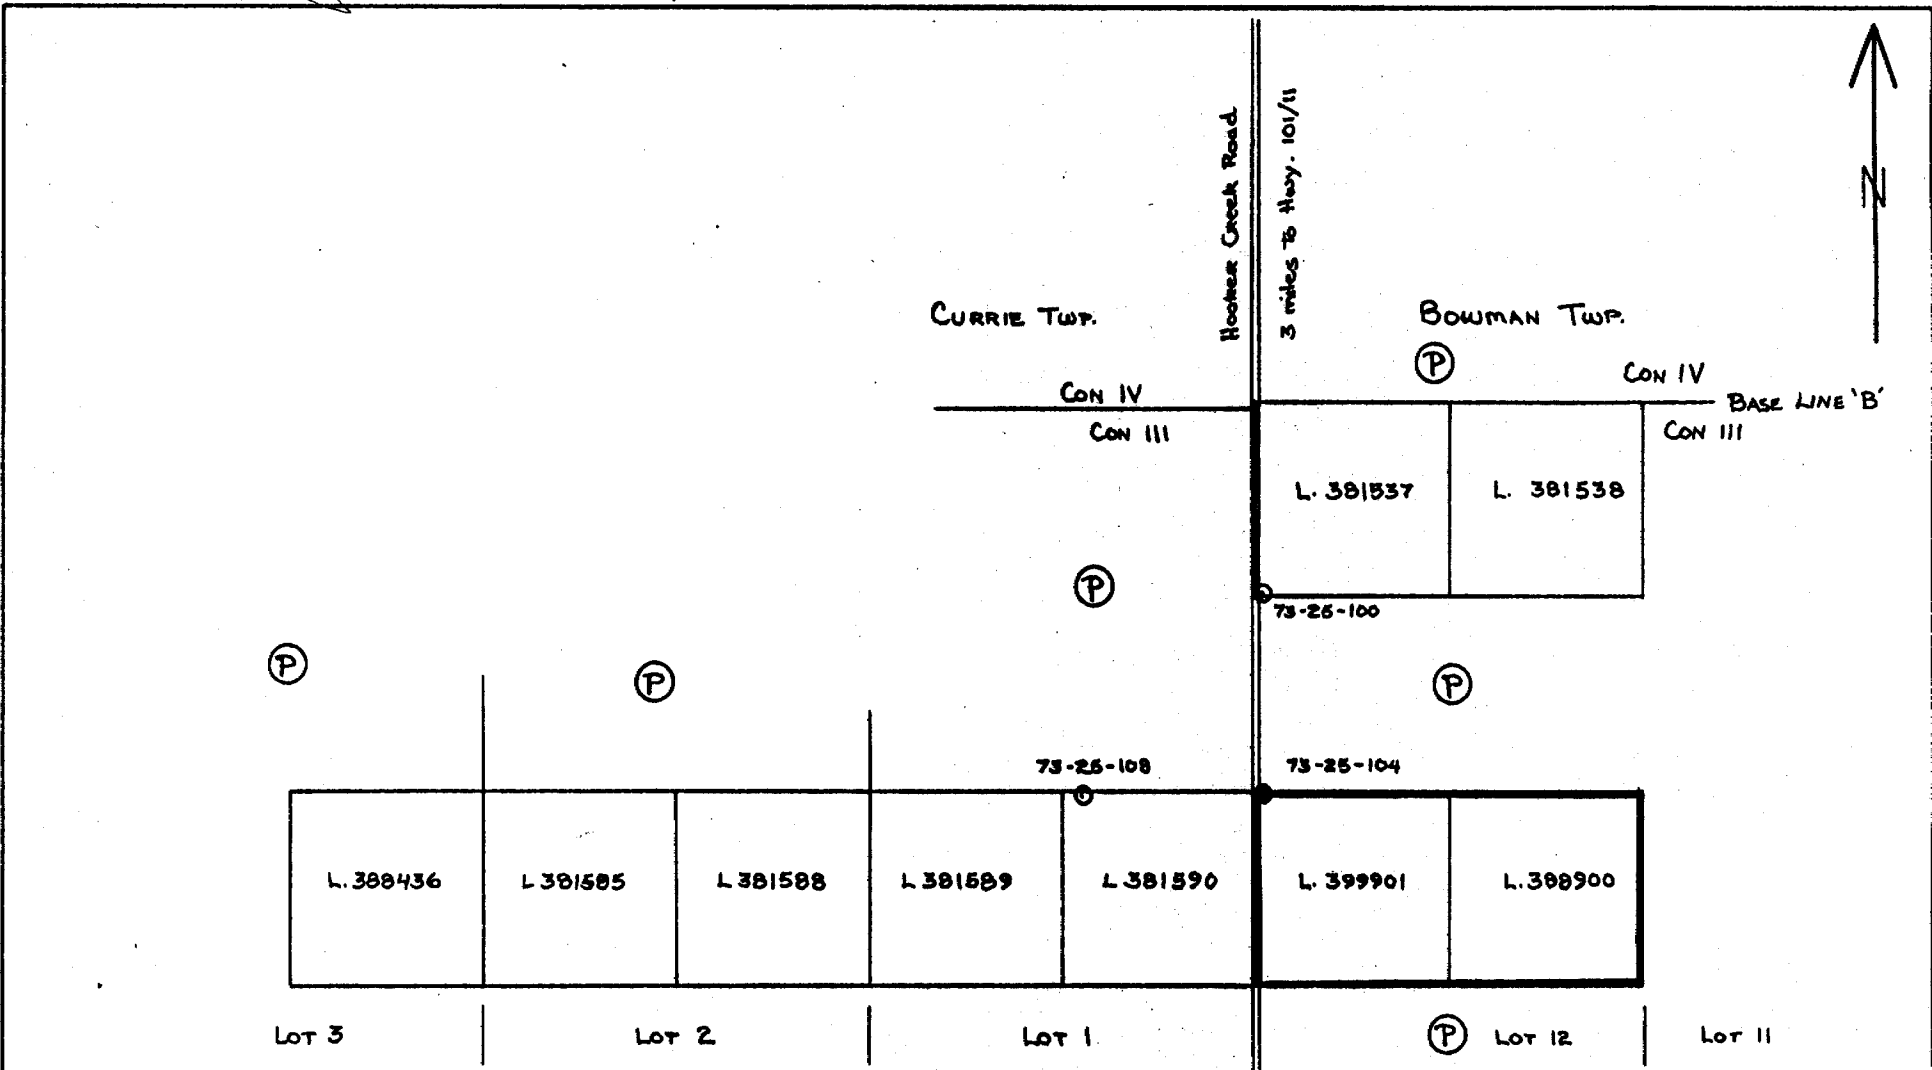 N
Hooker Creek Road
3 miles to Hwy. 101/11
CURRIE TWP.
BOWMAN TWP.
P
CON IV
CON IV
BASE LINE 'B'
CON III
CON III
L. 381537
L. 381538
P
73-25-100
P
P
P
73-25-108
73-25-104
L. 388436
L 381585
L 381588
L 381589
L 381590
L. 399901
L. 398900
LOT 3
LOT 2
LOT 1
P
LOT 12
LOT 11